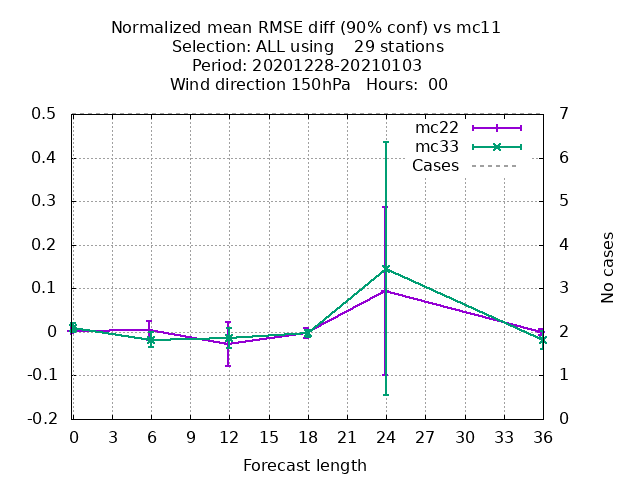 Normalized mean RMSE diff (90% conf) vs mc11
Selection: ALL using    29 stations
Period: 20201228-20210103
Wind direction 150hPa   Hours:  00
0.5
0.4
0.3
0.2
0.1
0
-0.1
-0.2
mc22
mc33
Cases
7
6
5
4
3
2
1
0
No cases
0 3 6 9 12 15 18 21 24 27 30 33 36
Forecast length